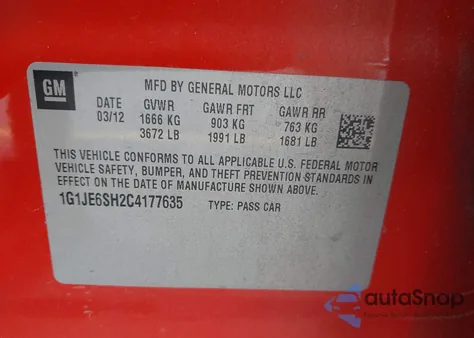 GM
MFD BY GENERAL MOTORS LLC
DATE GVWR GAWR FRT GAWR RR
03/12 1666 KG 903 KG 763 KG
3672 LB 1991 LB 1681 LB
THIS VEHICLE CONFORMS TO ALL APPLICABLE U.S. FEDERAL MOTOR
VEHICLE SAFETY, BUMPER, AND THEFT PREVENTION STANDARDS IN
EFFECT ON THE DATE OF MANUFACTURE SHOWN ABOVE.
1G1JE6SH2C4177635 TYPE: PASS CAR
autoSnap